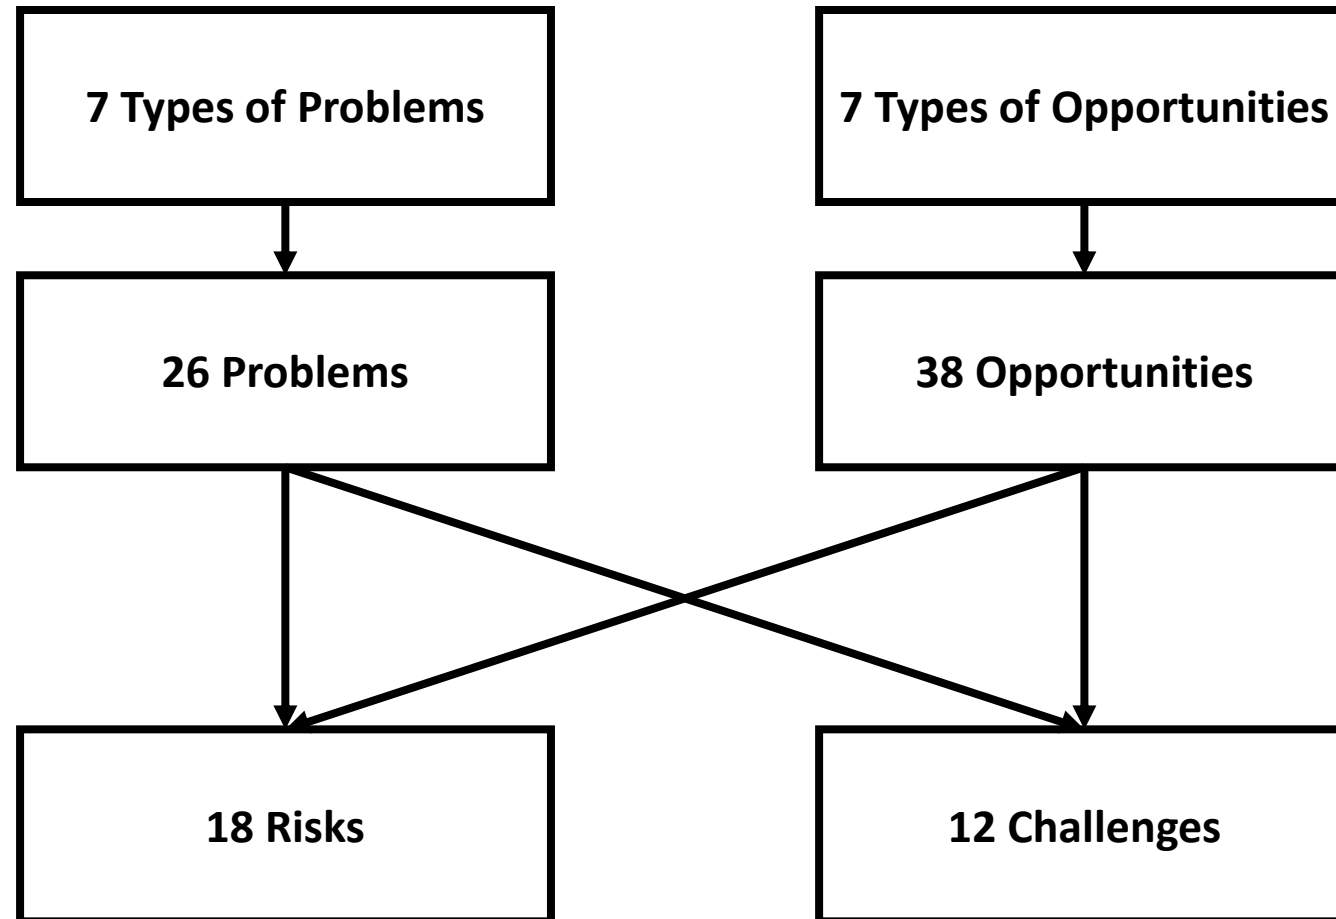 7 Types of Problems
7 Types of Opportunities
26 Problems
38 Opportunities
18 Risks
12 Challenges